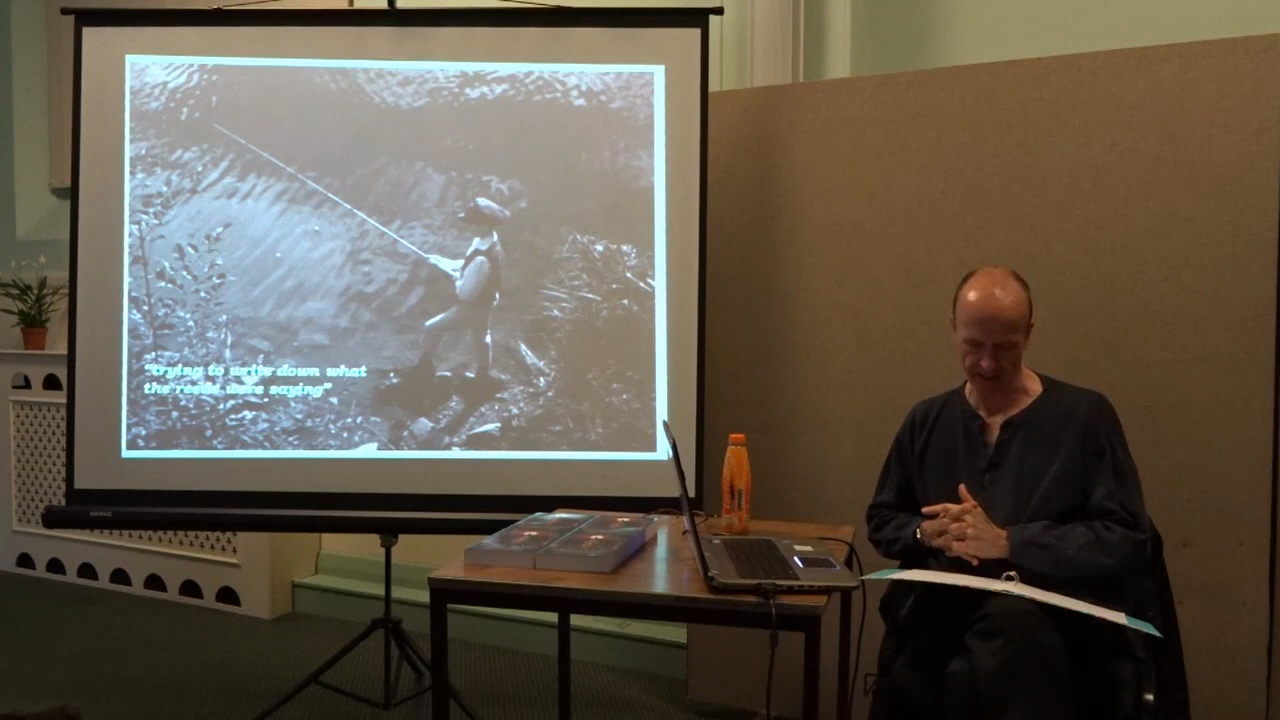 "trying to write down what
the reeds were saying"